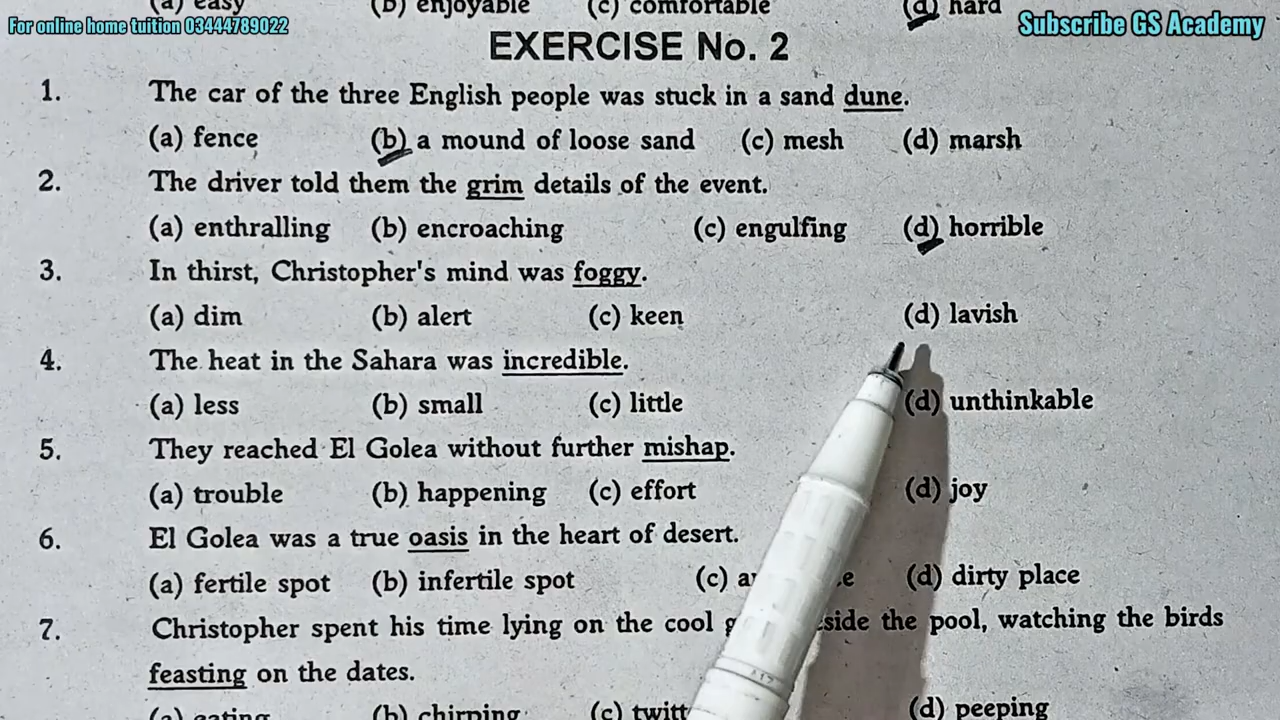 (a) easy (b) enjoyable (c) comfortable (d) hard
For online home tuition 03444789022
Subscribe GS Academy
EXERCISE No. 2
1. The car of the three English people was stuck in a sand dune.
(a) fence (b) a mound of loose sand (c) mesh (d) marsh
2. The driver told them the grim details of the event.
(a) enthralling (b) encroaching (c) engulfing (d) horrible
3. In thirst, Christopher's mind was foggy.
(a) dim (b) alert (c) keen (d) lavish
4. The heat in the Sahara was incredible.
(a) less (b) small (c) little (d) unthinkable
5. They reached El Golea without further mishap.
(a) trouble (b) happening (c) effort (d) joy
6. El Golea was a true oasis in the heart of desert.
(a) fertile spot (b) infertile spot (c) (d) dirty place
7. Christopher spent his time lying on the cool the pool, watching the birds
feasting on the dates.
(a) eating (b) chirping (c) (d) peeping